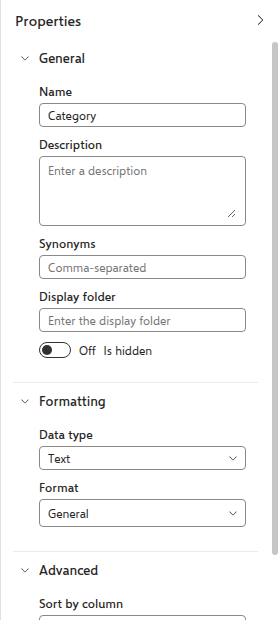 Properties
General
Name
Category
Description
Enter a description
Synonyms
Comma-separated
Display folder
Enter the display folder
Off Is hidden
Formatting
Data type
Text
Format
General
Advanced
Sort by column